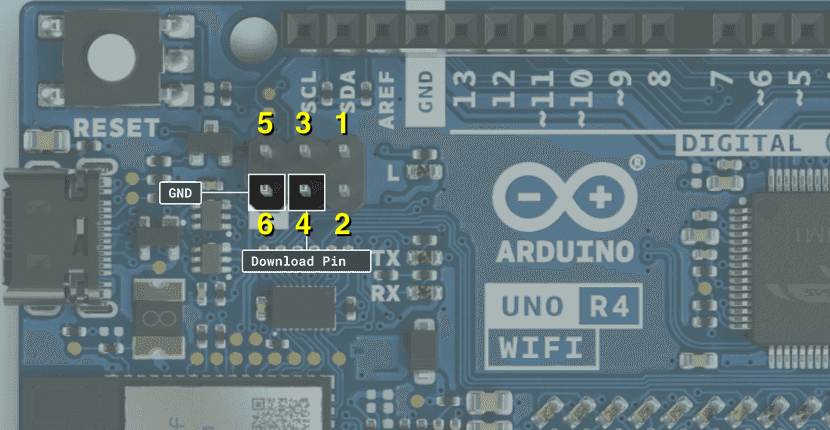 SCL
SDA
AREF
GND
13
12
~11
~10
~9
8
7
~6
~5
RESET
DIGITAL (
5 3 1
L
®
GND
6 4 2
ARDUINO
Download Pin
TX
RX
UNO R4
WIFI